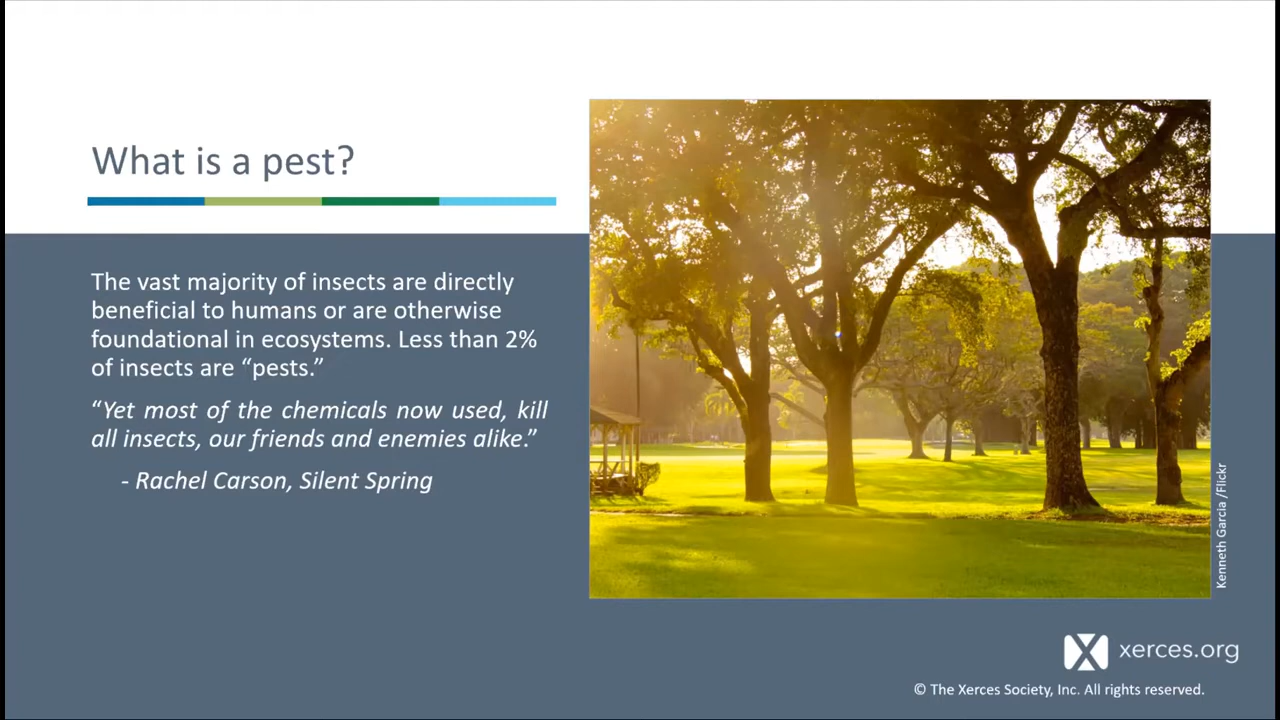 What is a pest?
The vast majority of insects are directly
beneficial to humans or are otherwise
foundational in ecosystems. Less than 2%
of insects are “pests.”
“Yet most of the chemicals now used, kill
all insects, our friends and enemies alike.”
- Rachel Carson, Silent Spring
Kenneth Garcia /Flickr
xerces.org
© The Xerces Society, Inc. All rights reserved.